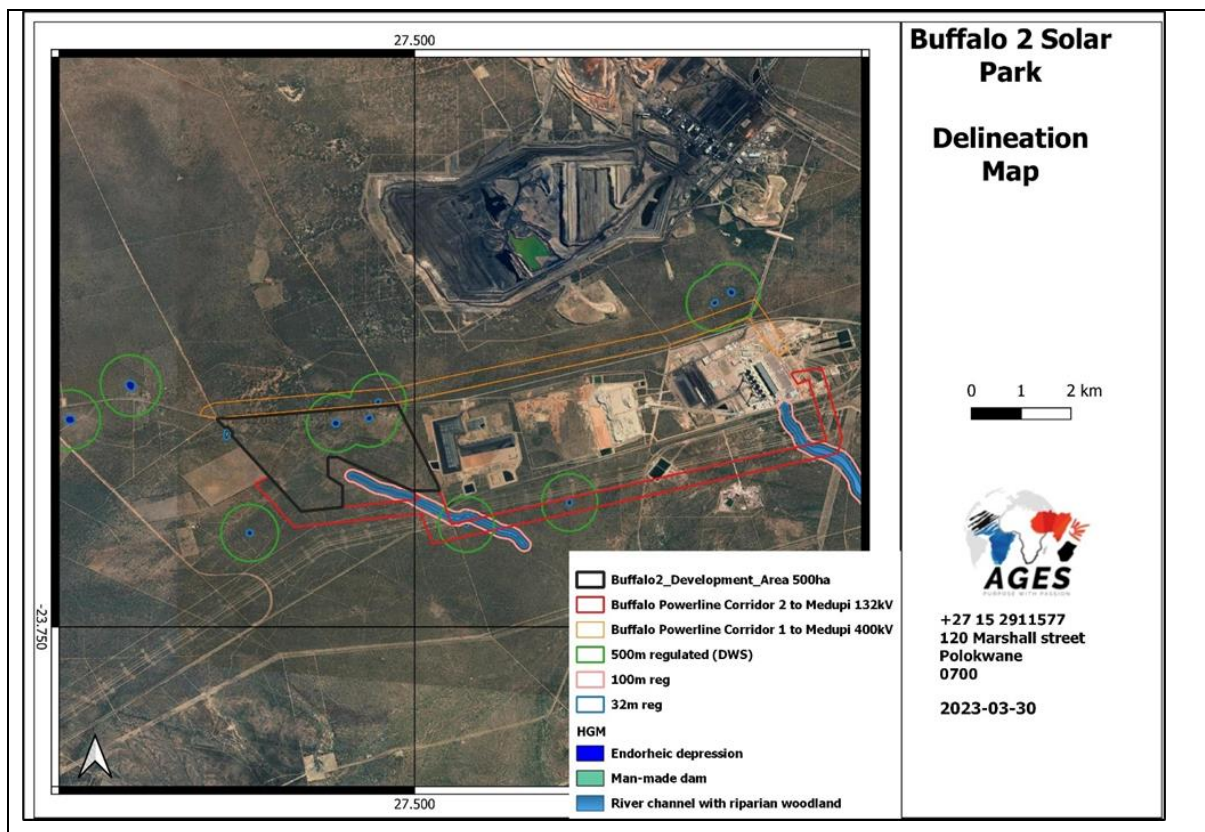 27.500
-23.750
27.500
Buffalo 2 Solar
Park
Delineation
Map
0 1 2 km
AGES
PURPOSE WITH PASSION
+27 15 2911577
120 Marshall street
Polokwane
0700
2023-03-30
Buffalo2_Development_Area 500ha
Buffalo Powerline Corridor 2 to Medupi 132kV
Buffalo Powerline Corridor 1 to Medupi 400kV
500m regulated (DWS)
100m reg
32m reg
HGM
Endorheic depression
Man-made dam
River channel with riparian woodland